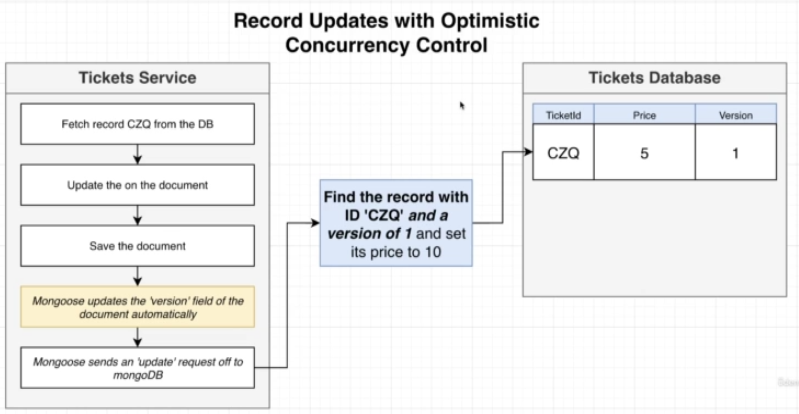 Record Updates with Optimistic
Concurrency Control
Tickets Service
Fetch record CZQ from the DB
Update the on the document
Save the document
Mongoose updates the 'version' field of the
document automatically
Mongoose sends an 'update' request off to
mongoDB
Find the record with
ID 'CZQ' and a
version of 1 and set
its price to 10
Tickets Database
TicketId Price Version
CZQ 5 1